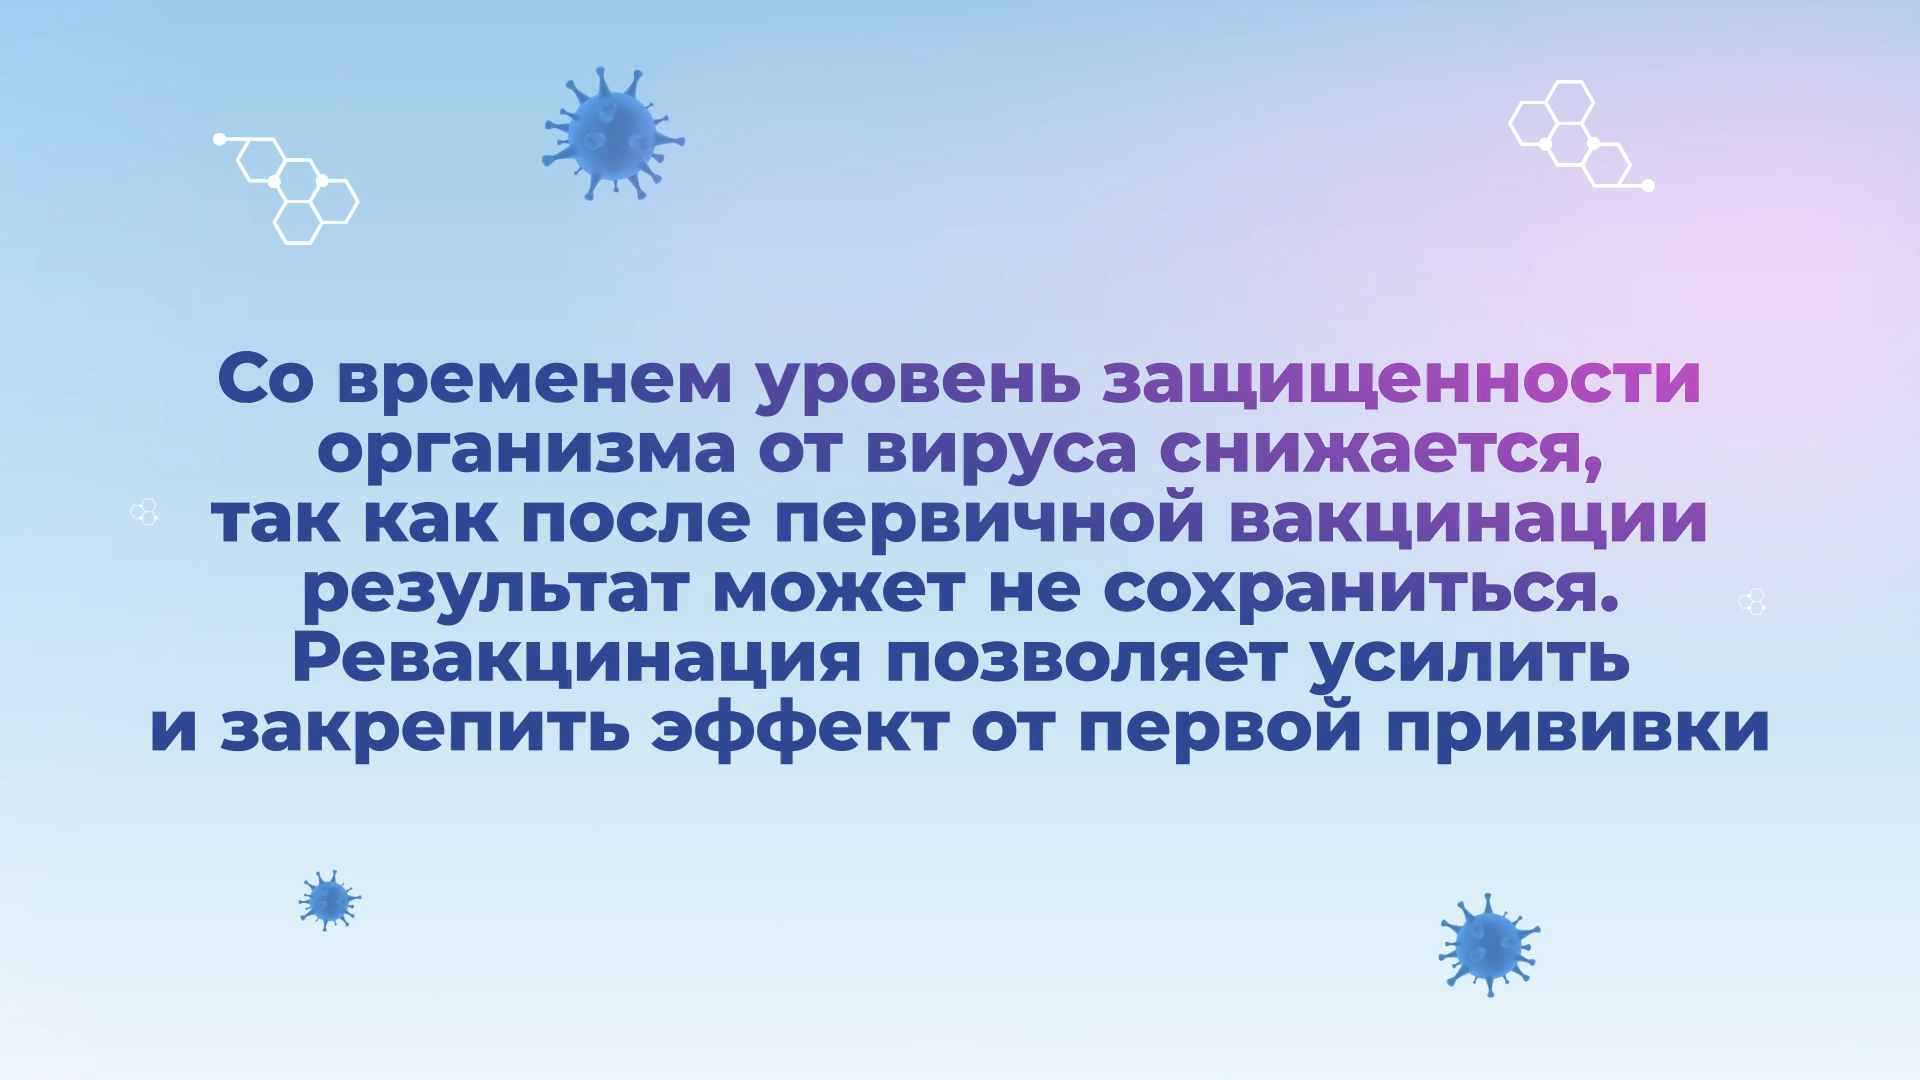 Со временем уровень защищенности
организма от вируса снижается,
так как после первичной вакцинации
результат может не сохраниться.
Ревакцинация позволяет усилить
и закрепить эффект от первой прививки